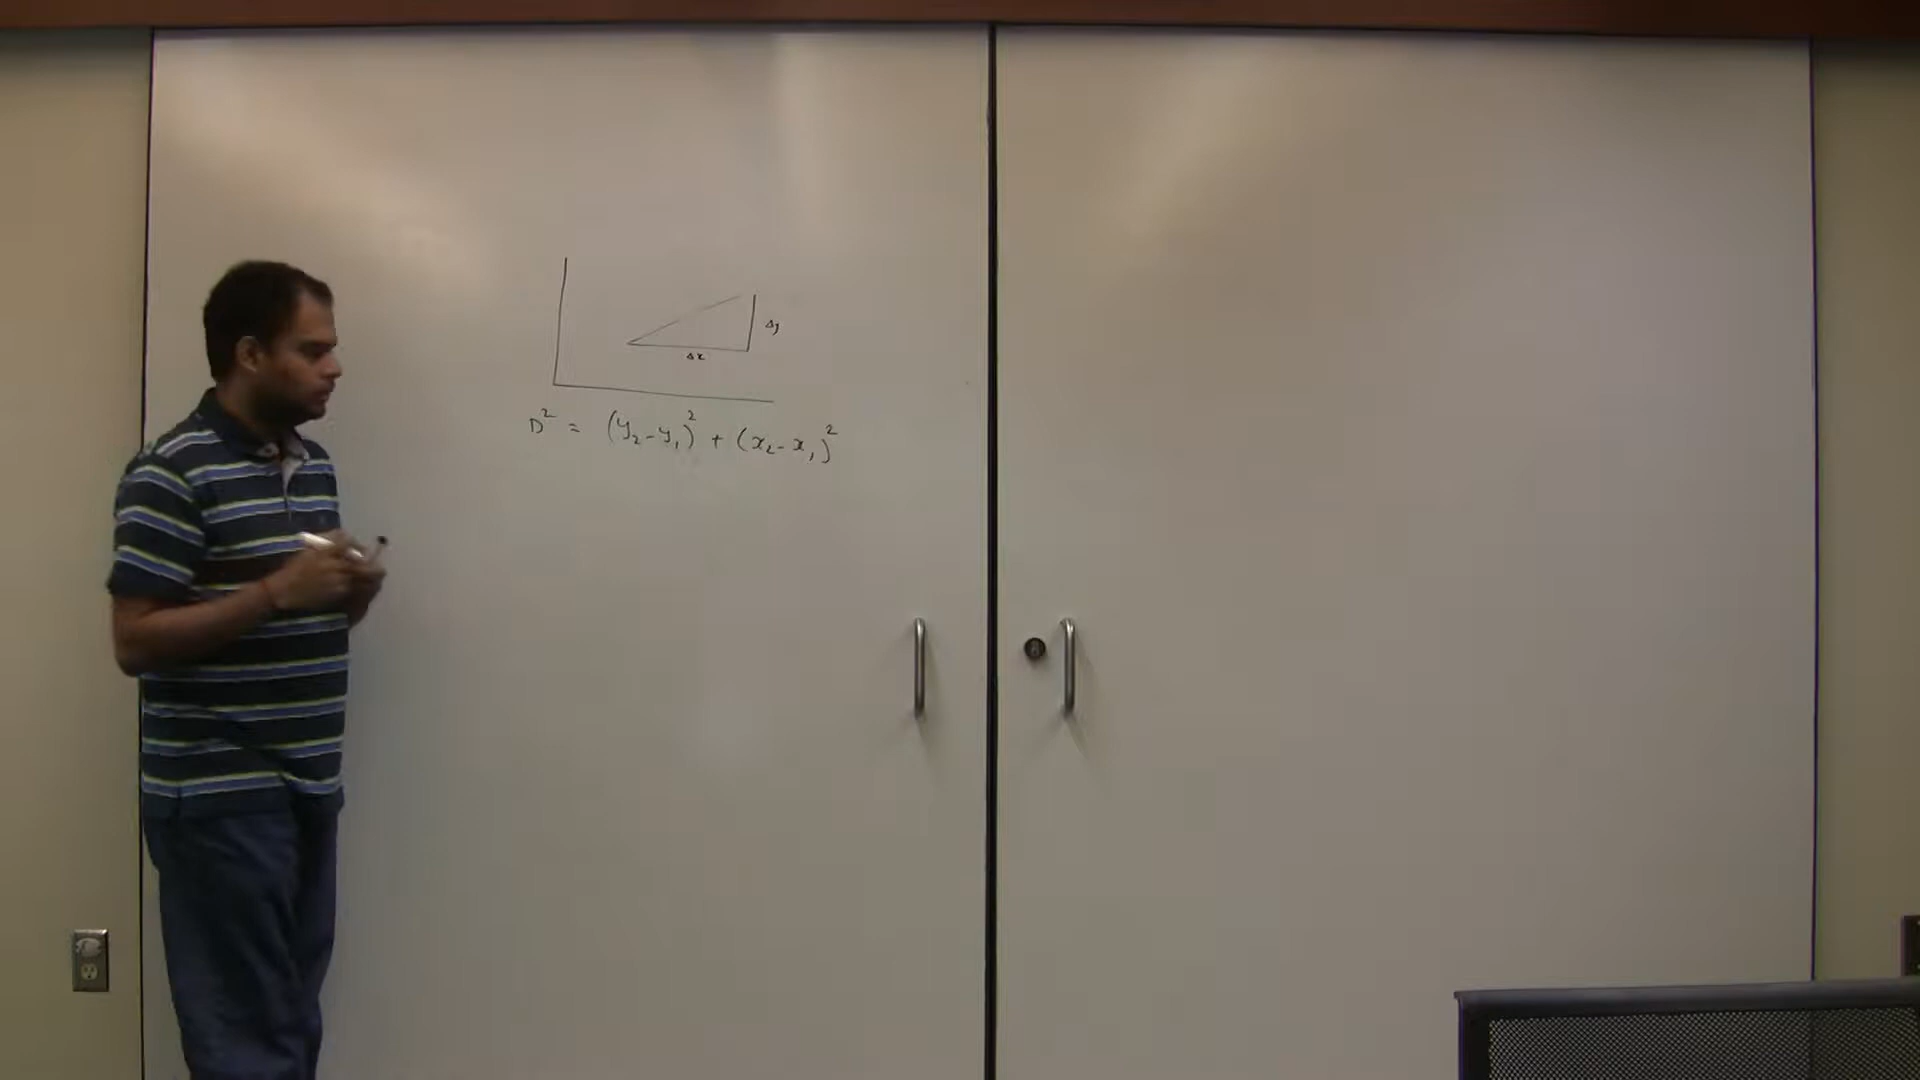 Δy
Δx
D² = (y₂-y₁)² + (x₂-x₁)²